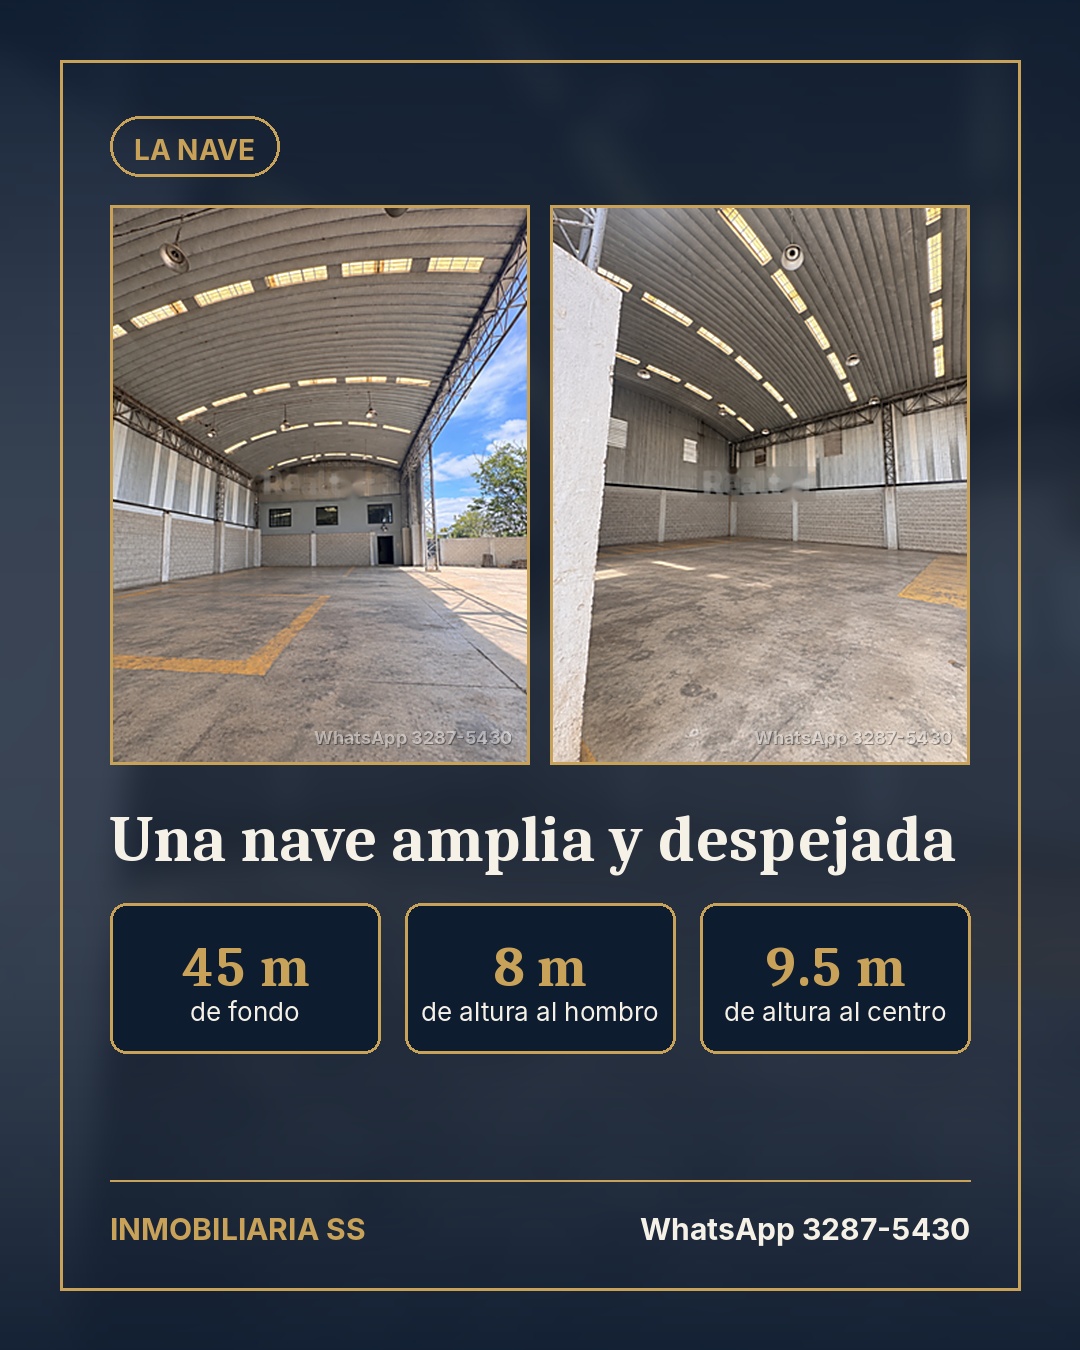 LA NAVE
WhatsApp 3287-5430
WhatsApp 3287-5430
Una nave amplia y despejada
45 m
de fondo
8 m
de altura al hombro
9.5 m
de altura al centro
INMOBILIARIA SS
WhatsApp 3287-5430